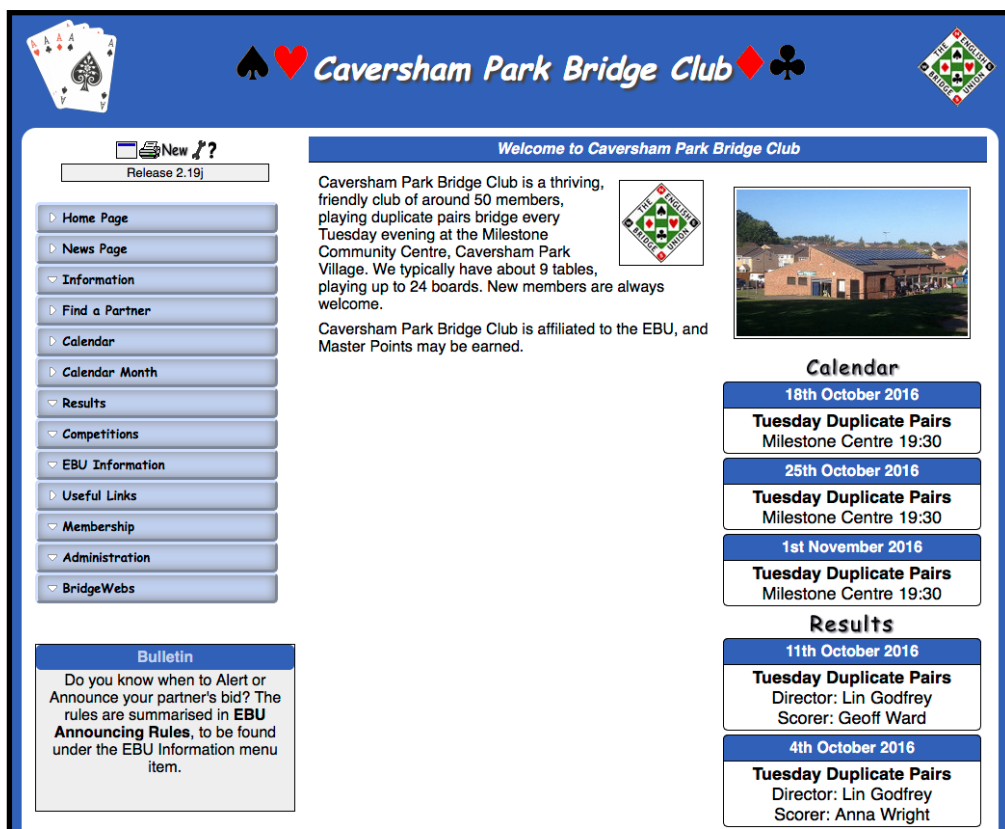 Caversham Park Bridge Club
THE ENGLISH BRIDGE UNION
New ?
Release 2.19j
Home Page
News Page
Information
Find a Partner
Calendar
Calendar Month
Results
Competitions
EBU Information
Useful Links
Membership
Administration
BridgeWebs
Bulletin
Do you know when to Alert or
Announce your partner's bid? The
rules are summarised in EBU
Announcing Rules, to be found
under the EBU Information menu
item.
Welcome to Caversham Park Bridge Club
Caversham Park Bridge Club is a thriving,
friendly club of around 50 members,
playing duplicate pairs bridge every
Tuesday evening at the Milestone
Community Centre, Caversham Park
Village. We typically have about 9 tables,
playing up to 24 boards. New members are always
welcome.
THE ENGLISH BRIDGE UNION
Caversham Park Bridge Club is affiliated to the EBU, and
Master Points may be earned.
Calendar
18th October 2016
Tuesday Duplicate Pairs
Milestone Centre 19:30
25th October 2016
Tuesday Duplicate Pairs
Milestone Centre 19:30
1st November 2016
Tuesday Duplicate Pairs
Milestone Centre 19:30
Results
11th October 2016
Tuesday Duplicate Pairs
Director: Lin Godfrey
Scorer: Geoff Ward
4th October 2016
Tuesday Duplicate Pairs
Director: Lin Godfrey
Scorer: Anna Wright